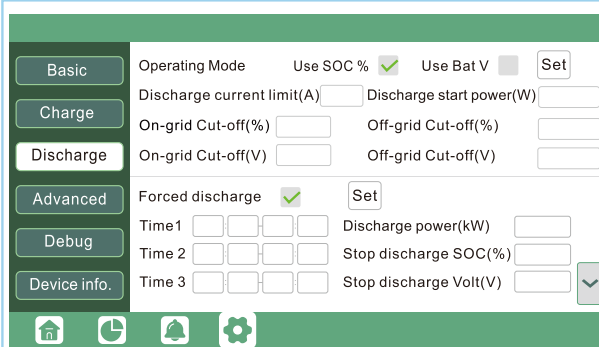 Basic
Charge
Discharge
Advanced
Debug
Device info.
Operating Mode Use SOC % Use Bat V Set
Discharge current limit(A) Discharge start power(W)
On-grid Cut-off(%) Off-grid Cut-off(%)
On-grid Cut-off(V) Off-grid Cut-off(V)
Forced discharge Set
Time1 Discharge power(kW)
Time 2 Stop discharge SOC(%)
Time 3 Stop discharge Volt(V)